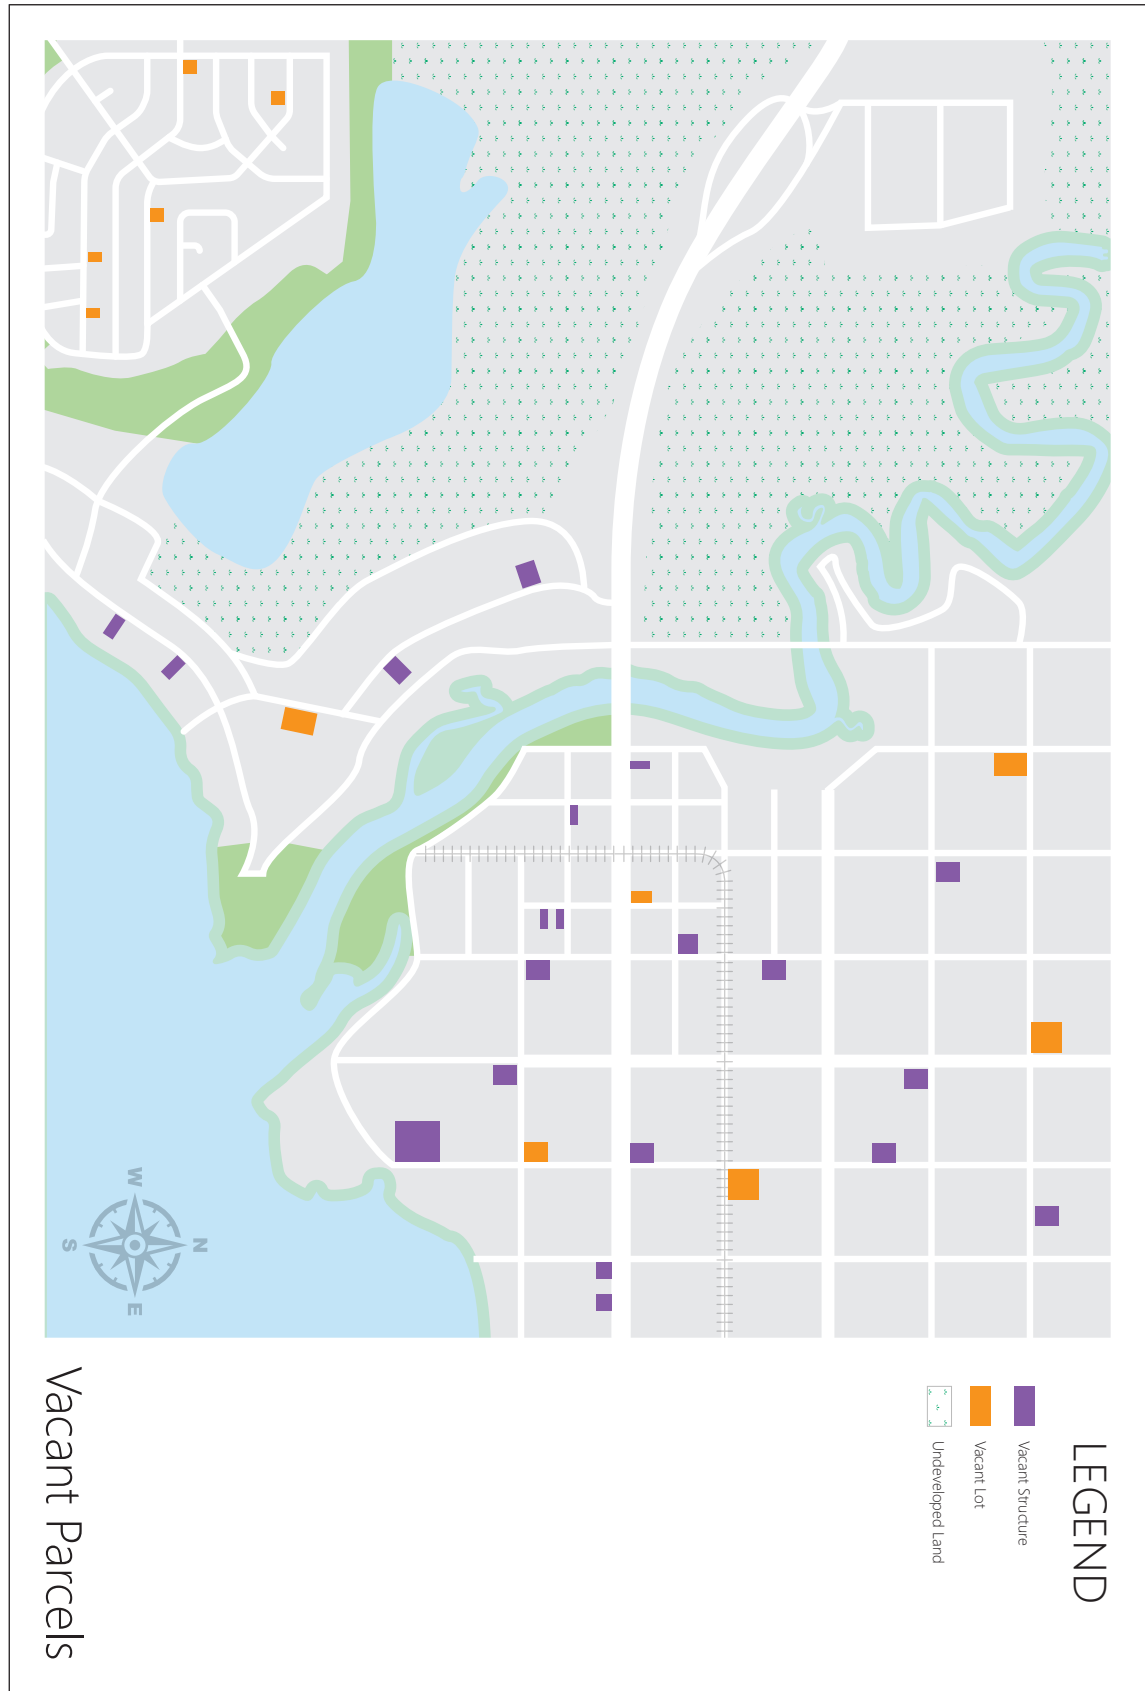 LEGEND
Vacant Structure
Vacant Lot
Undeveloped Land
N
W
E
S
Vacant Parcels